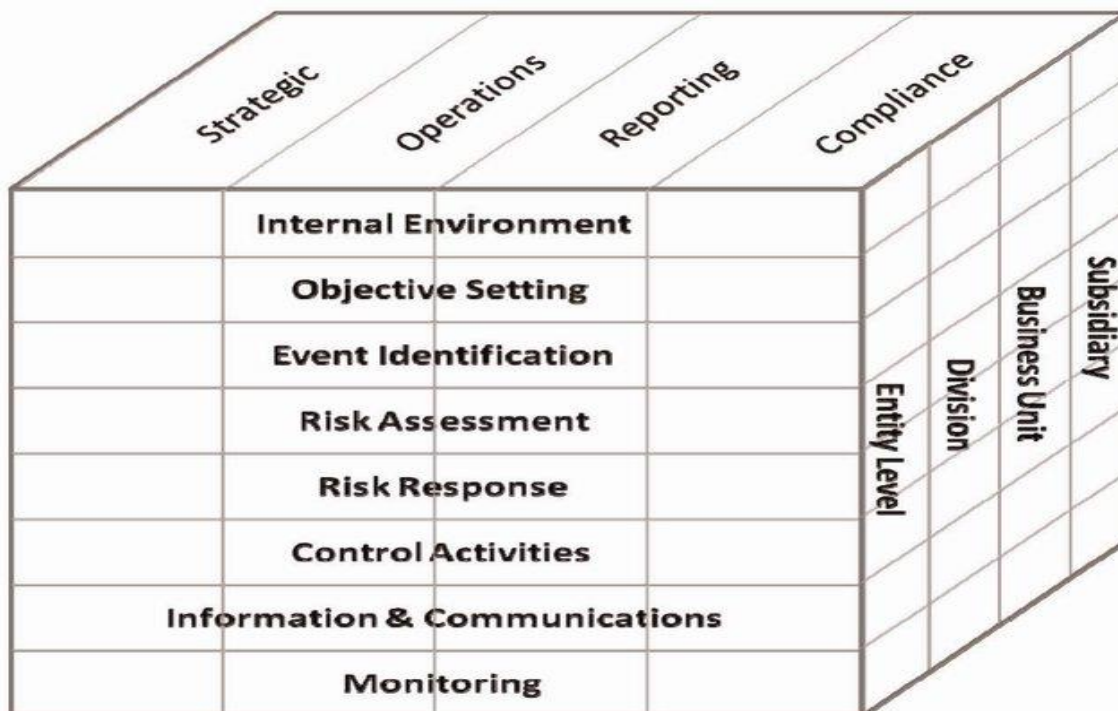 Strategic
Operations
Reporting
Compliance
Internal Environment
Objective Setting
Event Identification
Risk Assessment
Risk Response
Control Activities
Information & Communications
Monitoring
Entity Level
Division
Business Unit
Subsidiary